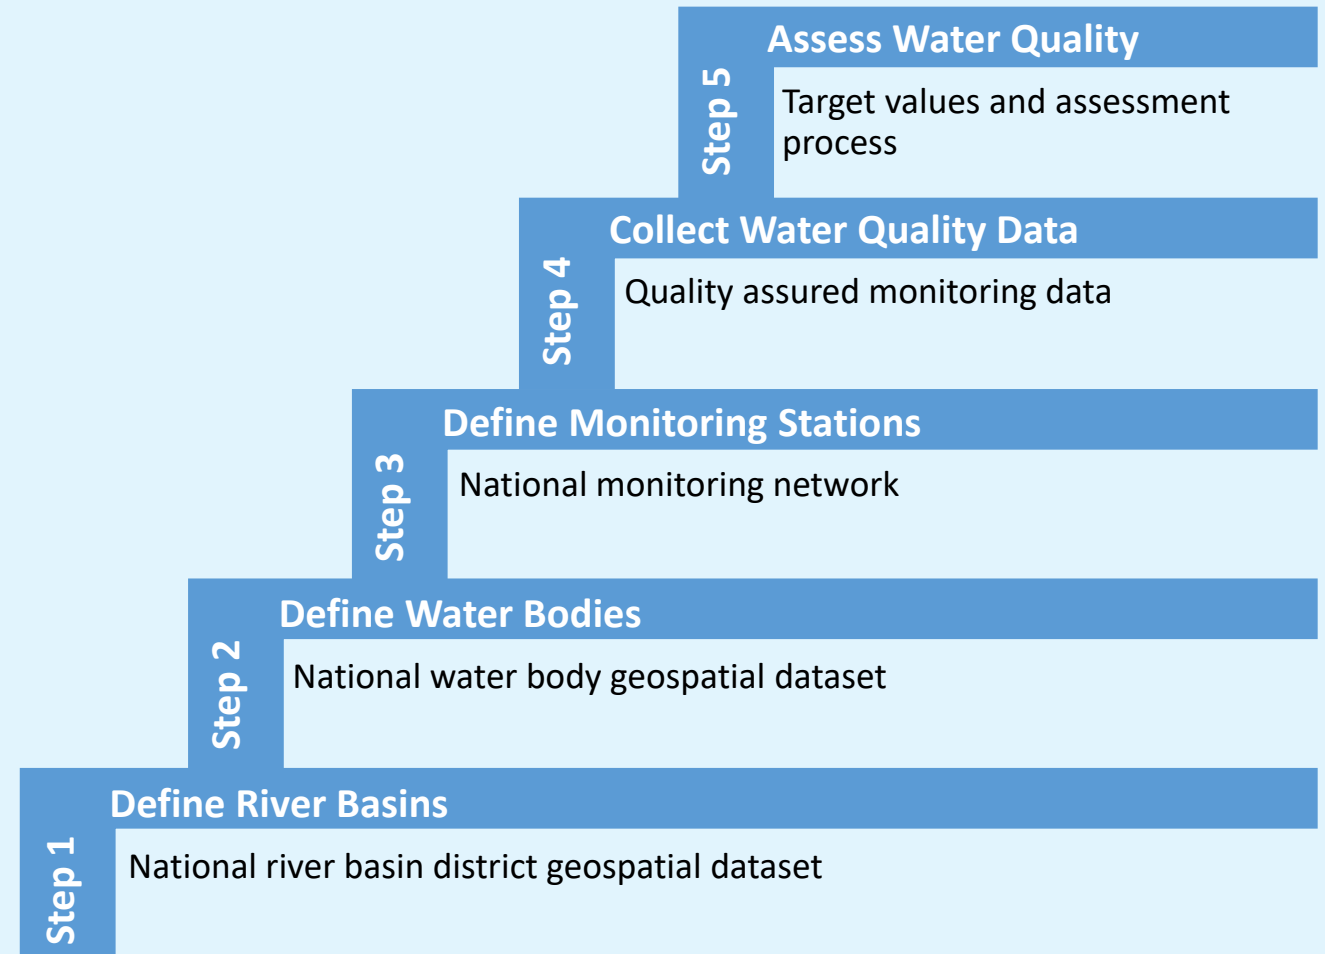 Step 5
Assess Water Quality
Target values and assessment
process
Step 4
Collect Water Quality Data
Quality assured monitoring data
Step 3
Define Monitoring Stations
National monitoring network
Step 2
Define Water Bodies
National water body geospatial dataset
Step 1
Define River Basins
National river basin district geospatial dataset